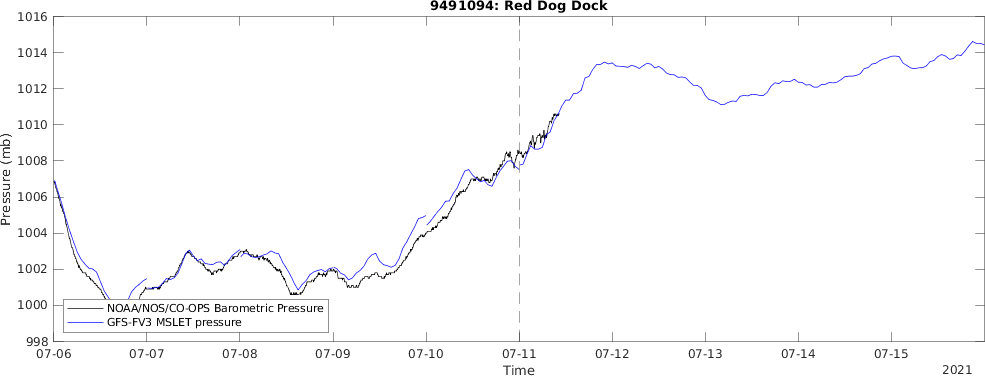 9491094: Red Dog Dock
Pressure (mb)
1016
1014
1012
1010
1008
1006
1004
1002
1000
998
NOAA/NOS/CO-OPS Barometric Pressure
GFS-FV3 MSLET pressure
07-06 07-07 07-08 07-09 07-10 07-11 07-12 07-13 07-14 07-15
Time
2021